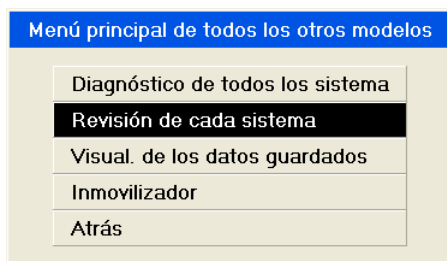 Menú principal de todos los otros modelos
Diagnóstico de todos los sistema
Revisión de cada sistema
Visual. de los datos guardados
Inmovilizador
Atrás